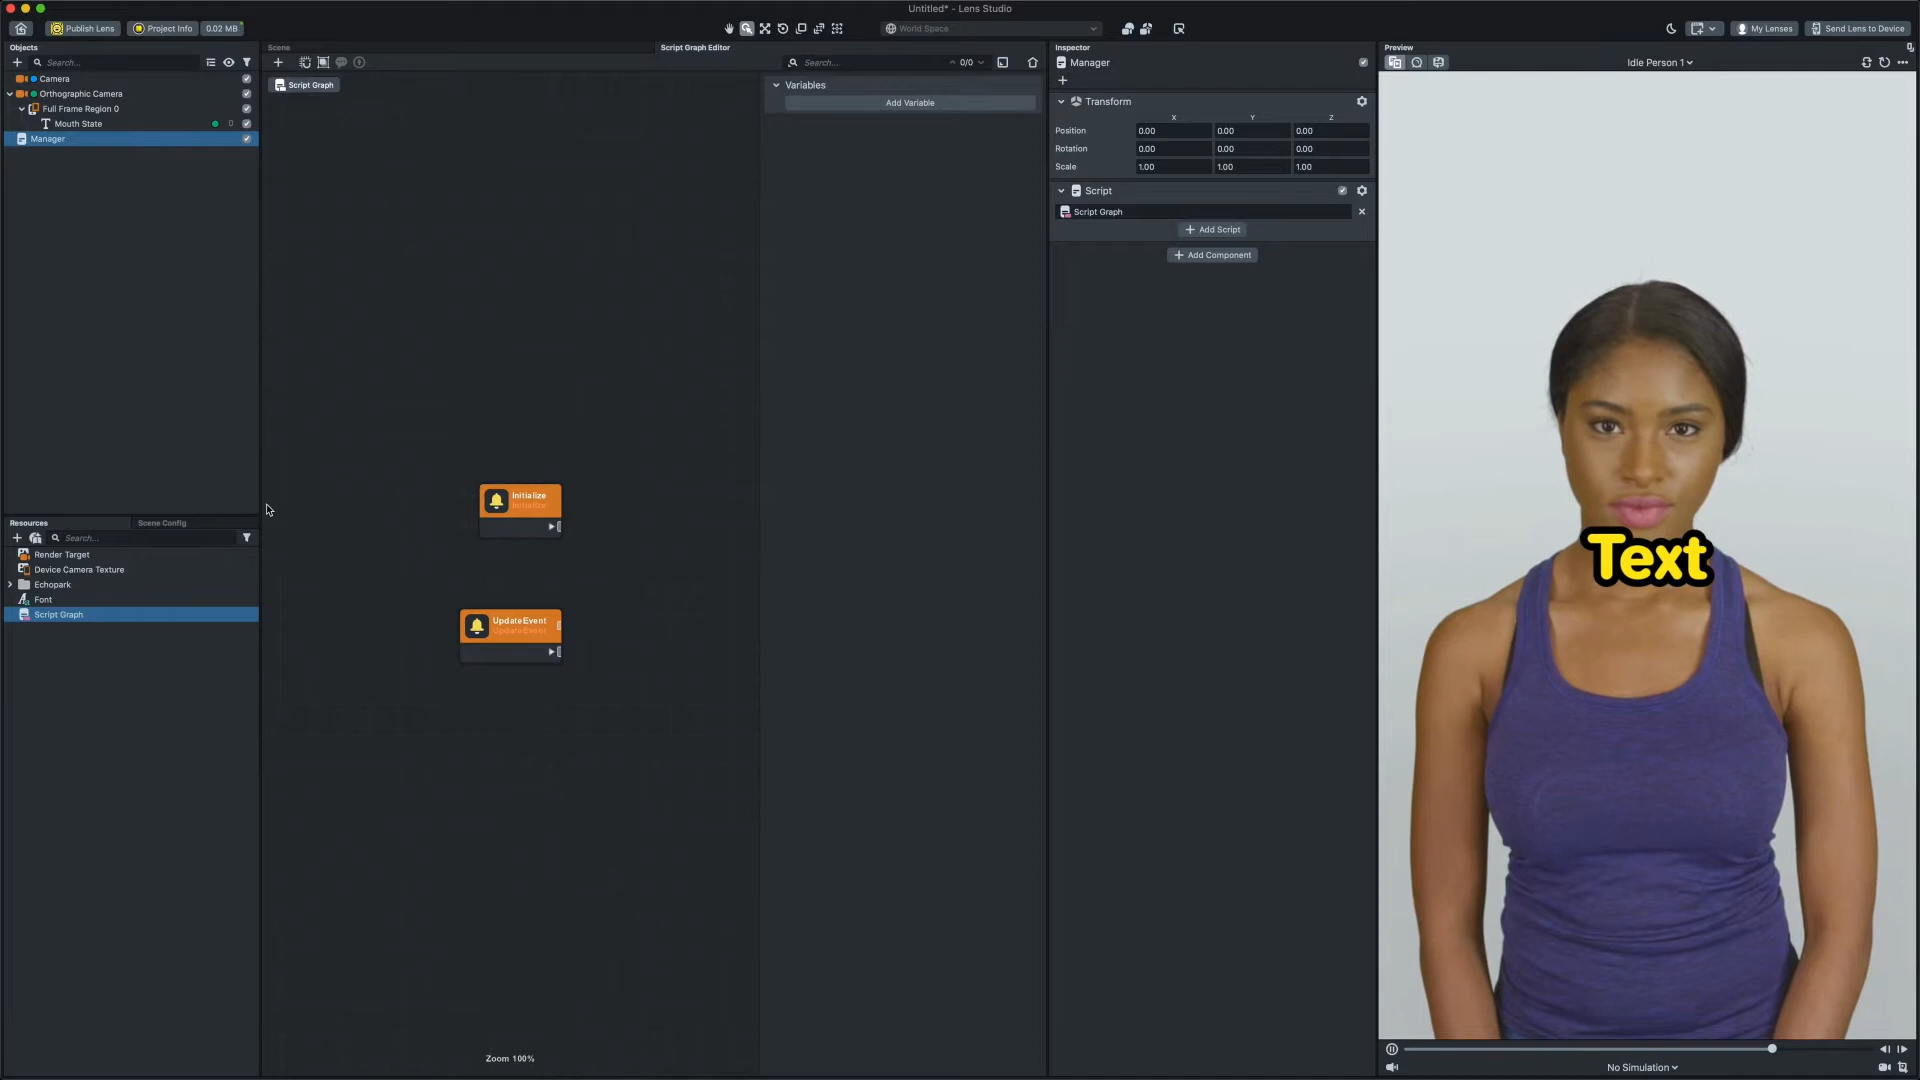 Untitled* - Lens Studio
Publish Lens
Project Info
0.02 MB
World Space
My Lenses
Send Lens to Device
Objects
Search...
Camera
Orthographic Camera
Full Frame Region 0
Mouth State
0
Manager
Resources
Scene Config
Search...
Render Target
Device Camera Texture
Echopark
Font
Script Graph
Scene
Script Graph Editor
Search...
0/0
Script Graph
Variables
Add Variable
Initialize
Initialize
UpdateEvent
UpdateEvent
Zoom 100%
Inspector
Manager
Transform
X Y Z
Position 0.00 0.00 0.00
Rotation 0.00 0.00 0.00
Scale 1.00 1.00 1.00
Script
Script Graph
Add Script
Add Component
Preview
Idle Person 1
Text
No Simulation